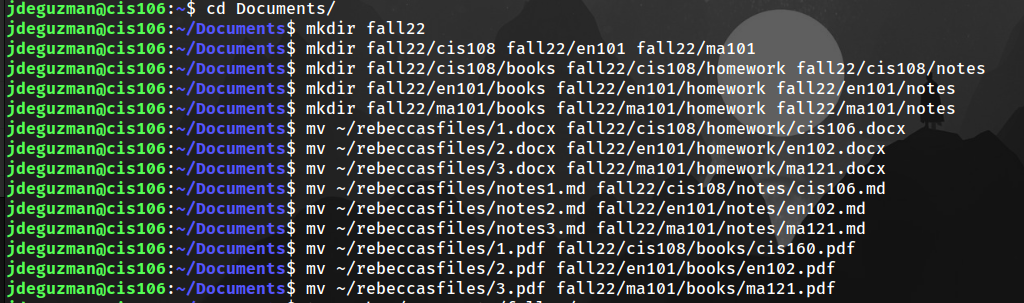 jdeguzman@cis106:~$ cd Documents/
jdeguzman@cis106:~/Documents$ mkdir fall22
jdeguzman@cis106:~/Documents$ mkdir fall22/cis108 fall22/en101 fall22/ma101
jdeguzman@cis106:~/Documents$ mkdir fall22/cis108/books fall22/cis108/homework fall22/cis108/notes
jdeguzman@cis106:~/Documents$ mkdir fall22/en101/books fall22/en101/homework fall22/en101/notes
jdeguzman@cis106:~/Documents$ mkdir fall22/ma101/books fall22/ma101/homework fall22/ma101/notes
jdeguzman@cis106:~/Documents$ mv ~/rebeccasfiles/1.docx fall22/cis108/homework/cis106.docx
jdeguzman@cis106:~/Documents$ mv ~/rebeccasfiles/2.docx fall22/en101/homework/en102.docx
jdeguzman@cis106:~/Documents$ mv ~/rebeccasfiles/3.docx fall22/ma101/homework/ma121.docx
jdeguzman@cis106:~/Documents$ mv ~/rebeccasfiles/notes1.md fall22/cis108/notes/cis106.md
jdeguzman@cis106:~/Documents$ mv ~/rebeccasfiles/notes2.md fall22/en101/notes/en102.md
jdeguzman@cis106:~/Documents$ mv ~/rebeccasfiles/notes3.md fall22/ma101/notes/ma121.md
jdeguzman@cis106:~/Documents$ mv ~/rebeccasfiles/1.pdf fall22/cis108/books/cis160.pdf
jdeguzman@cis106:~/Documents$ mv ~/rebeccasfiles/2.pdf fall22/en101/books/en102.pdf
jdeguzman@cis106:~/Documents$ mv ~/rebeccasfiles/3.pdf fall22/ma101/books/ma121.pdf
jdeguzman@cis106:~/Documents$